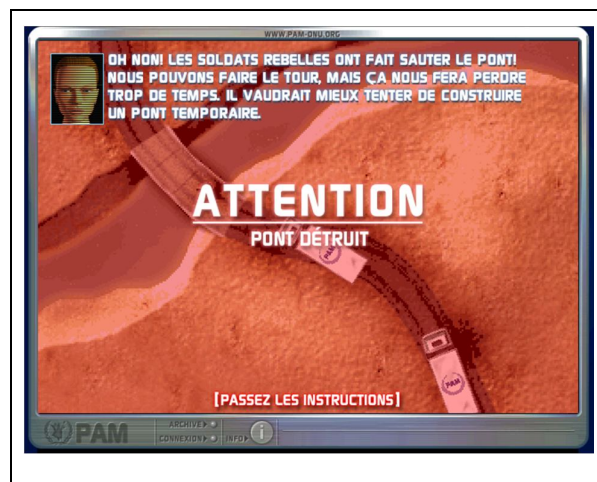 WWW.PAM-ONU.ORG
OH NON! LES SOLDATS REBELLES ONT FAIT SAUTER LE PONT!
NOUS POUVONS FAIRE LE TOUR, MAIS ÇA NOUS FERA PERDRE
TROP DE TEMPS. IL VAUDRAIT MIEUX TENTER DE CONSTRUIRE
UN PONT TEMPORAIRE.
ATTENTION
PONT DÉTRUIT
PAM
[PASSEZ LES INSTRUCTIONS]
PAM
ARCHIVE
CONNEXION
INFO
i